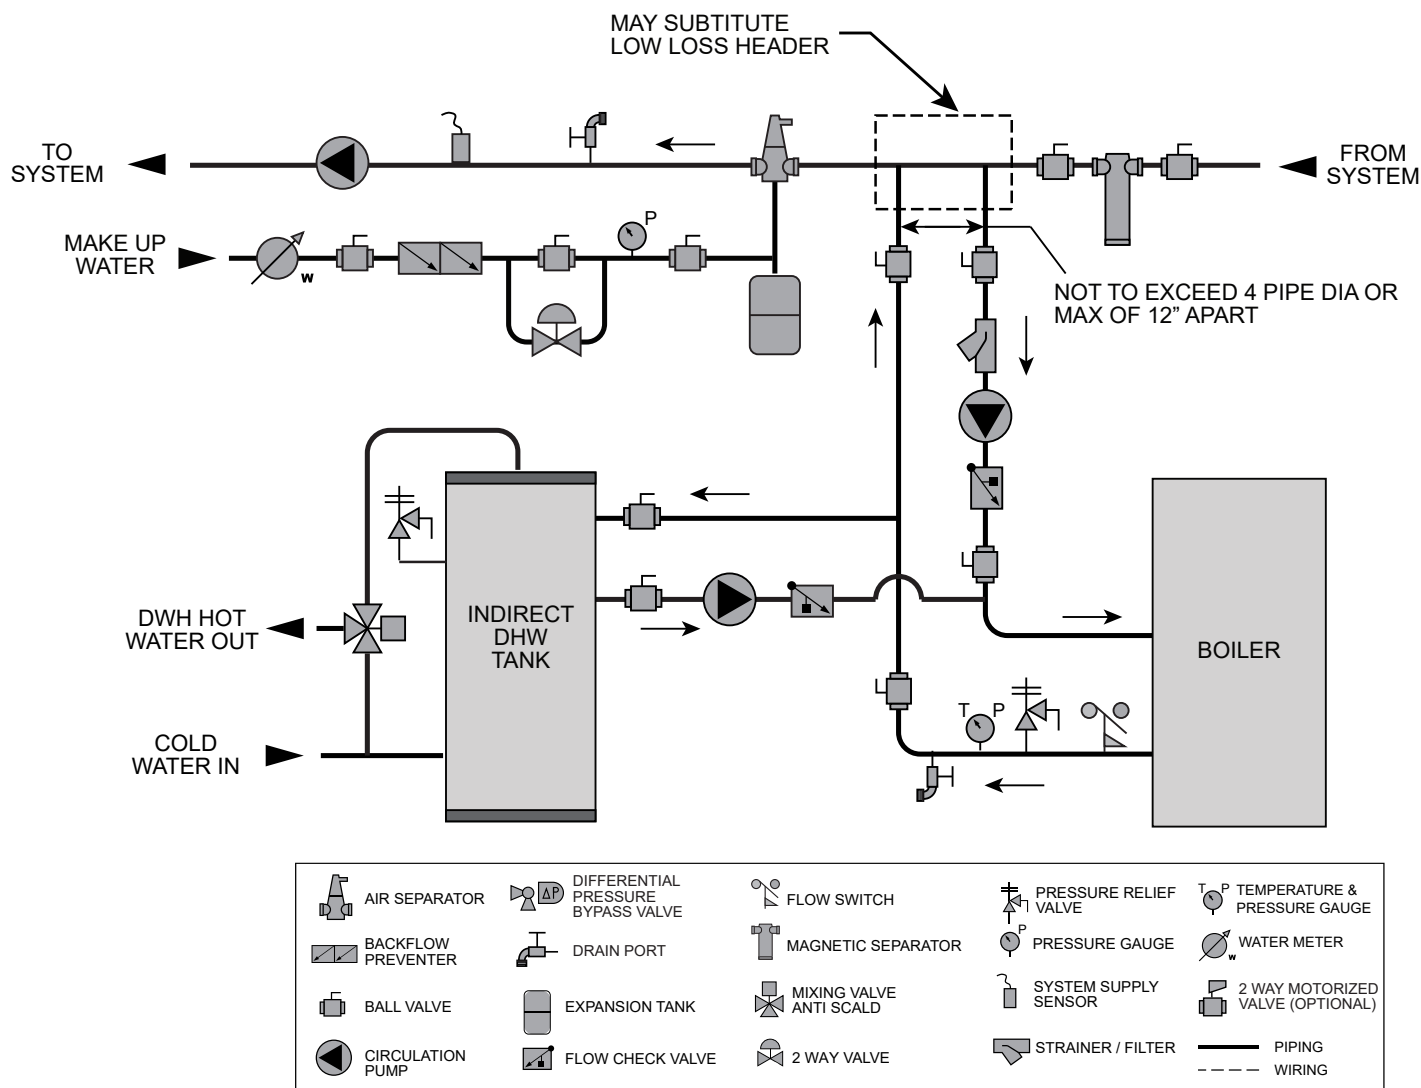 MAY SUBTITUTE
LOW LOSS HEADER
TO
SYSTEM
FROM
SYSTEM
MAKE UP
WATER
W
P
NOT TO EXCEED 4 PIPE DIA OR
MAX OF 12” APART
DWH HOT
WATER OUT
INDIRECT
DHW
TANK
BOILER
COLD
WATER IN
T P
AIR SEPARATOR
BACKFLOW
PREVENTER
BALL VALVE
CIRCULATION
PUMP
ΔP
DIFFERENTIAL
PRESSURE
BYPASS VALVE
DRAIN PORT
EXPANSION TANK
FLOW CHECK VALVE
FLOW SWITCH
MAGNETIC SEPARATOR
MIXING VALVE
ANTI SCALD
2 WAY VALVE
PRESSURE RELIEF
VALVE
P
PRESSURE GAUGE
SYSTEM SUPPLY
SENSOR
STRAINER / FILTER
T P
TEMPERATURE &
PRESSURE GAUGE
W
WATER METER
2 WAY MOTORIZED
VALVE (OPTIONAL)
PIPING
WIRING